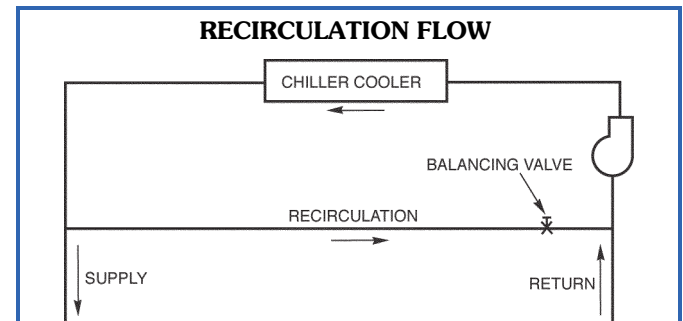 RECIRCULATION FLOW
CHILLER COOLER
BALANCING VALVE
RECIRCULATION
SUPPLY
RETURN